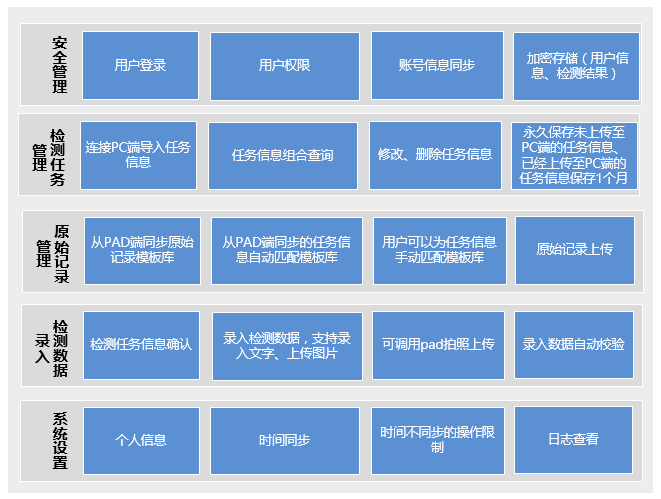 安全管理
用户登录
用户权限
账号信息同步
加密存储（用户信
息、检测结果）
检测任务
管理
连接PC端导入任务
信息
任务信息组合查询
修改、删除任务信息
永久保存未上传至
PC端的任务信息、
已经上传至PC端的
任务信息保存1个月
原始记录
管理
从PAD端同步原始
记录模板库
从PAD端同步的任务信
息自动匹配模板库
用户可以为任务信息
手动匹配模板库
原始记录上传
检测数据
录入
检测任务信息确认
录入检测数据，支持录
入文字、上传图片
可调用pad拍照上传
录入数据自动校验
系统设置
个人信息
时间同步
时间不同步的操作限
制
日志查看